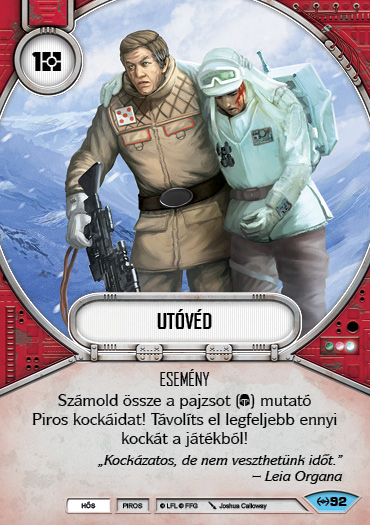 1
UTÓVÉD
ESEMÉNY
Számold össze a pajzsot () mutató
Piros kockáidat! Távolíts el legfeljebb ennyi
kockát a játékból!
„Kockázatos, de nem veszthetünk időt.”
– Leia Organa
HŐS PIROS © LFL © FFG Joshua Calloway 92